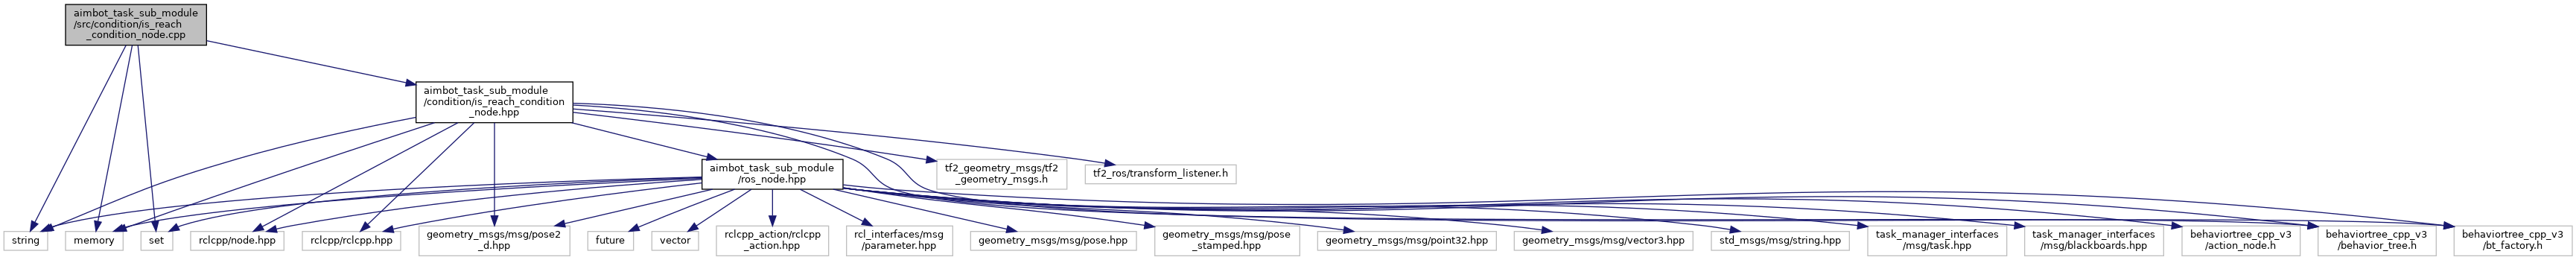 aimbot_task_sub_module
/src/condition/is_reach
_condition_node.cpp
aimbot_task_sub_module
/condition/is_reach_condition
_node.hpp
aimbot_task_sub_module
/ros_node.hpp
tf2_geometry_msgs/tf2
_geometry_msgs.h
tf2_ros/transform_listener.h
string
memory
set
rclcpp/node.hpp
rclcpp/rclcpp.hpp
geometry_msgs/msg/pose2
_d.hpp
future
vector
rclcpp_action/rclcpp
_action.hpp
rcl_interfaces/msg
/parameter.hpp
geometry_msgs/msg/pose.hpp
geometry_msgs/msg/pose
_stamped.hpp
geometry_msgs/msg/point32.hpp
geometry_msgs/msg/vector3.hpp
std_msgs/msg/string.hpp
task_manager_interfaces
/msg/task.hpp
task_manager_interfaces
/msg/blackboards.hpp
behaviortree_cpp_v3
/action_node.h
behaviortree_cpp_v3
/behavior_tree.h
behaviortree_cpp_v3
/bt_factory.h